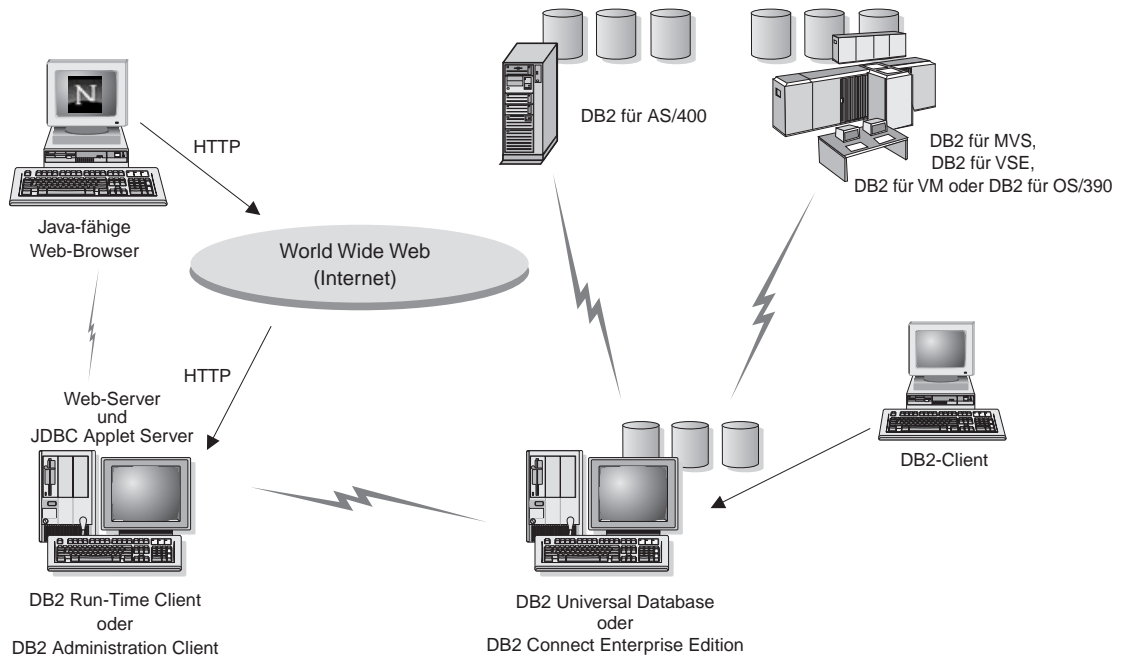 N
HTTP
Java-fähige
Web-Browser
DB2 für AS/400
DB2 für MVS,
DB2 für VSE,
DB2 für VM oder DB2 für OS/390
World Wide Web
(Internet)
HTTP
Web-Server
und
JDBC Applet Server
DB2-Client
DB2 Run-Time Client
oder
DB2 Administration Client
DB2 Universal Database
oder
DB2 Connect Enterprise Edition